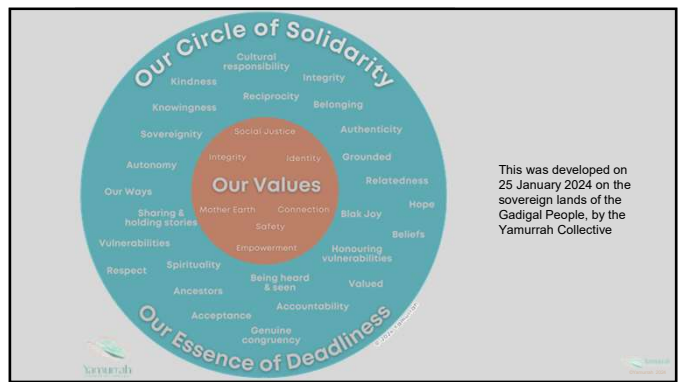 Our Circle of Solidarity
Cultural
responsibility
Kindness
Integrity
Reciprocity
Knowingness
Belonging
Sovereignity
Social Justice
Authenticity
Integrity
Identity
Grounded
Autonomy
Our Values
Relatedness
Our Ways
Mother Earth
Connection
Hope
Sharing &
holding stories
Blak Joy
Safety
Beliefs
Vulnerabilities
Empowerment
Honouring
vulnerabilities
Respect
Spirituality
Being heard
& seen
Valued
Ancestors
Accountability
Acceptance
Genuine
congruency
Our Essence of Deadliness
Yamurrah
This was developed on
25 January 2024 on the
sovereign lands of the
Gadigal People, by the
Yamurrah Collective